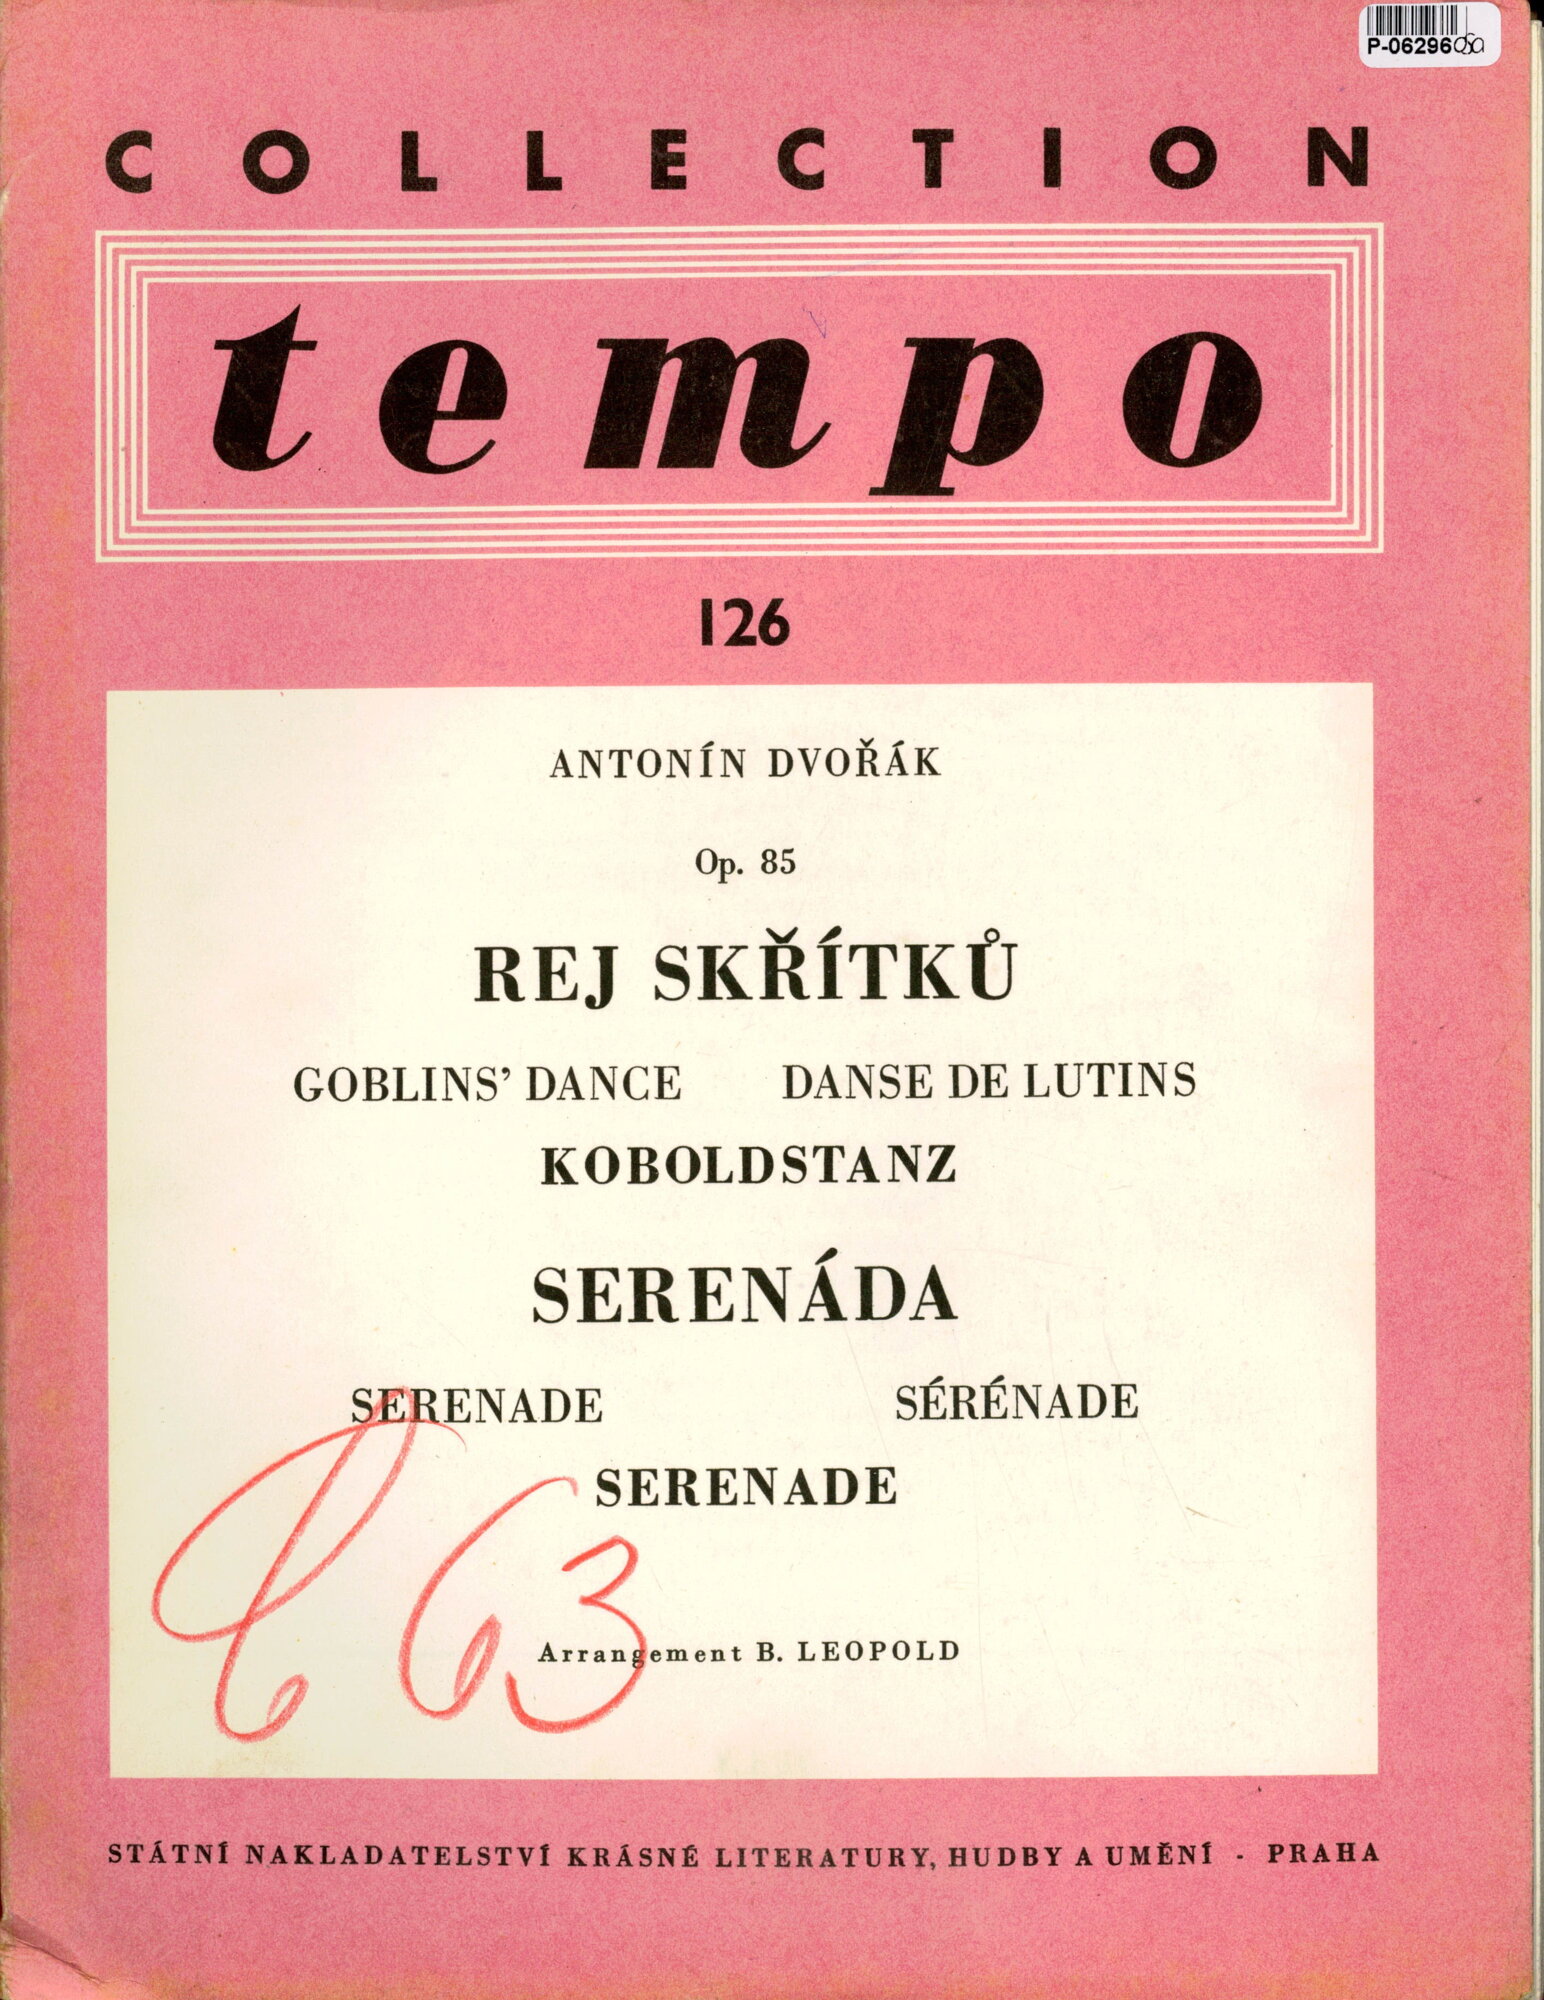 P-06296
COLLECTION
tempo
126
ANTONÍN DVOŘÁK
Op. 85
REJ SKŘÍTKŮ
GOBLINS’ DANCE DANSE DE LUTINS
KOBOLDSTANZ
SERENÁDA
SERENADE SÉRÉNADE
SERENADE
63
Arrangement B. LEOPOLD
STÁTNÍ NAKLADATELSTVÍ KRÁSNÉ LITERATURY, HUDBY A UMĚNÍ - PRAHA